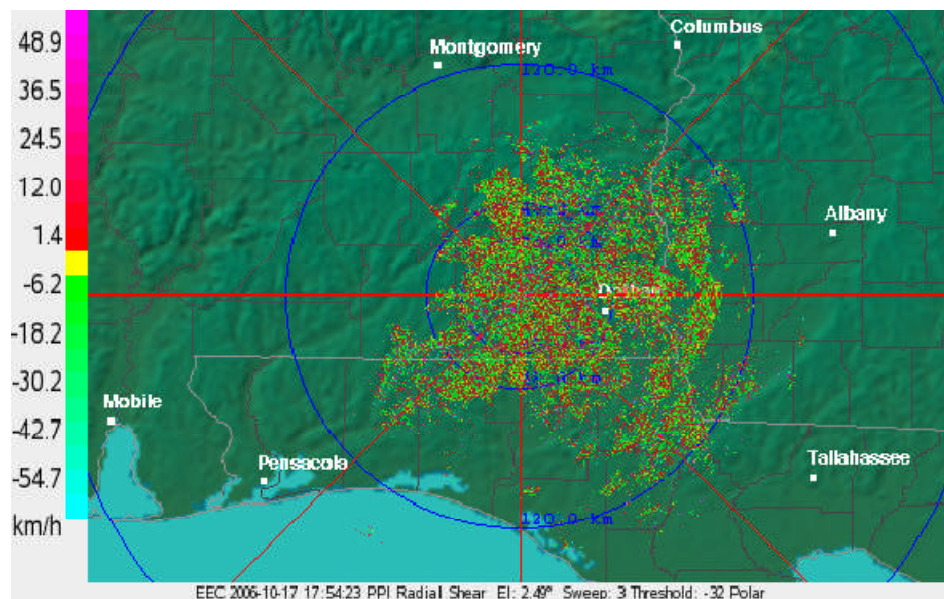 48.9
36.5
24.5
12.0
1.4
-6.2
-18.2
-30.2
-42.7
-54.7
km/h
Columbus
Montgomery
120.0 km
Albany
km
Dothan
km
Mobile
Pensacola
Tallahassee
120.0 km
EEC 2006-10-17 17:54:23 PPI Radial Shear El: 2.49° Sweep: 3 Threshold: -32 Polar